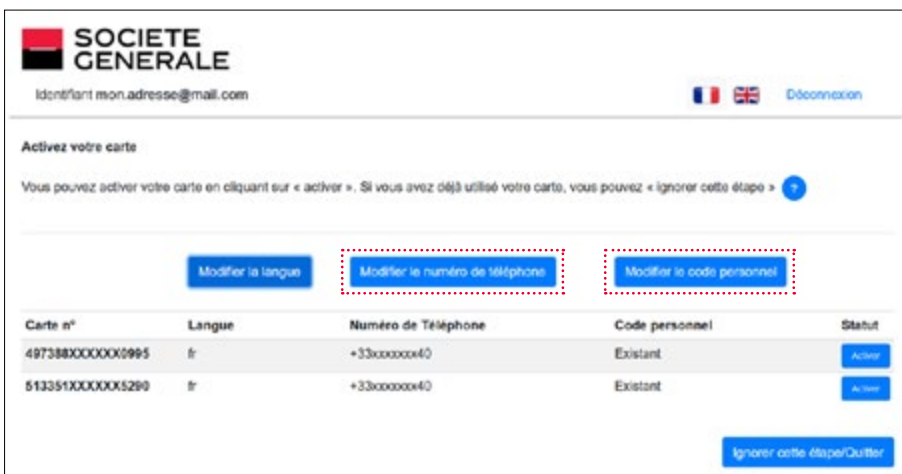 SOCIETE
GENERALE
Identifiant mon.adresse@mail.com
Déconnexion
Activez votre carte
Vous pouvez activer votre carte en cliquant sur « activer ». Si vous avez déjà utilisé votre carte, vous pouvez « ignorer cette étape » ?
Modifier la langue Modifier le numéro de téléphone Modifier le code personnel
Carte n° Langue Numéro de Téléphone Code personnel Statut
497388XXXXXX0995 fr +33xxxxxxx40 Existant Activer
513351XXXXXX5290 fr +33xxxxxxx40 Existant Activer
Ignorer cette étape/Quitter